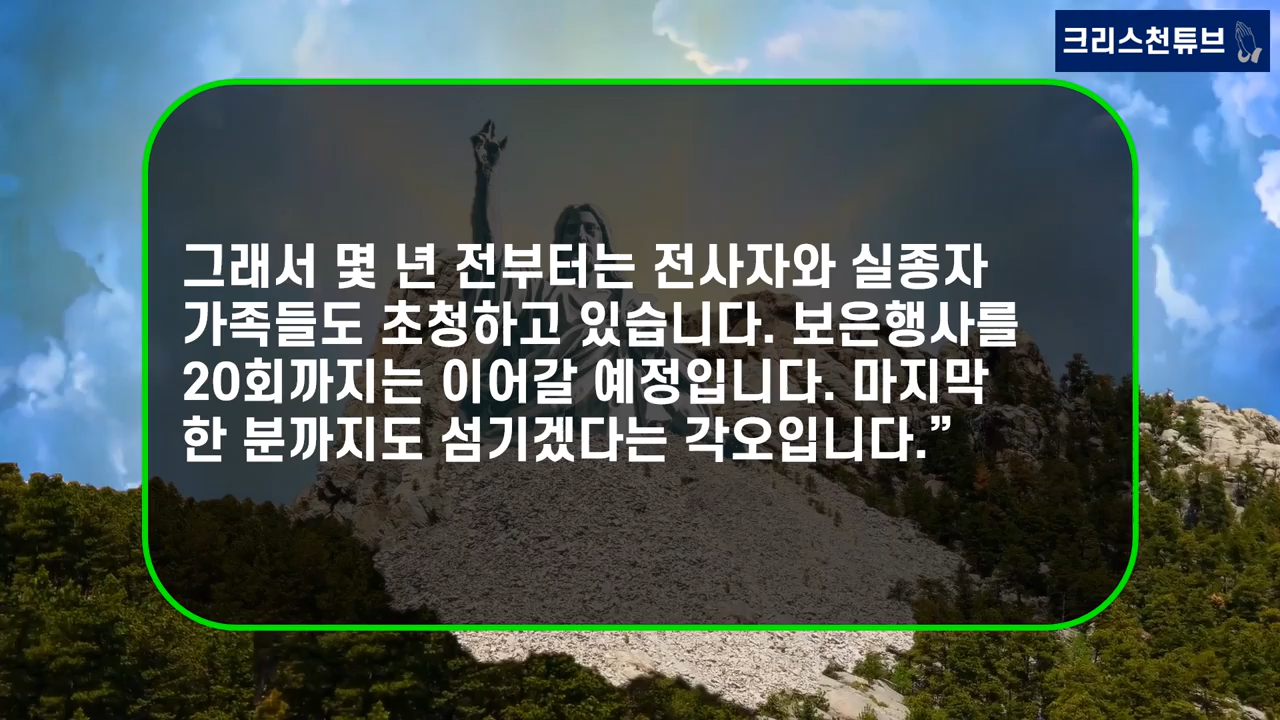 크리스천튜브
그래서 몇 년 전부터는 전사자와 실종자
가족들도 초청하고 있습니다. 보은행사를
20회까지는 이어갈 예정입니다. 마지막
한 분까지도 섬기겠다는 각오입니다.”